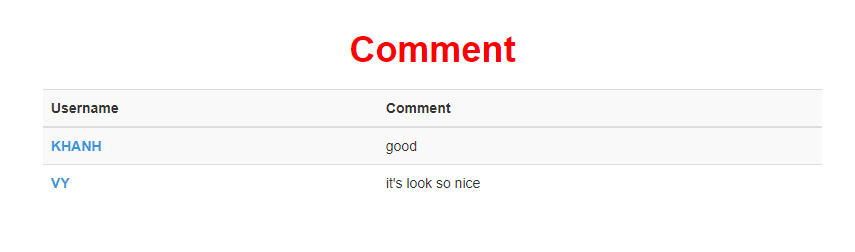 Comment
Username Comment
KHANH good
VY it's look so nice